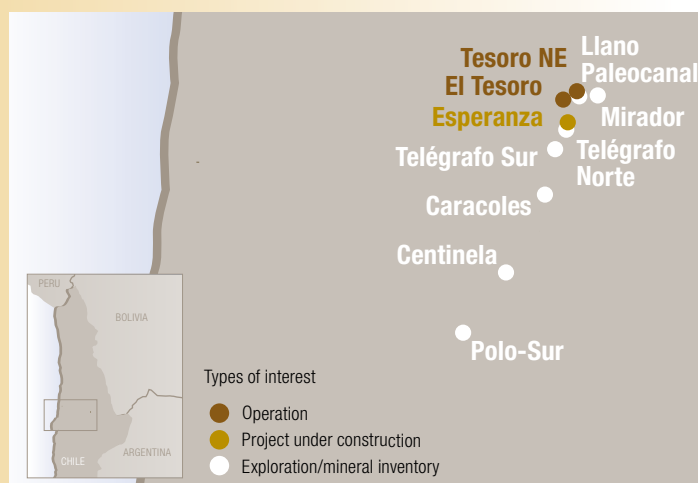 Llano
Paleocanal
Tesoro NE
El Tesoro
Mirador
Esperanza
Telégrafo Sur
Telégrafo
Norte
Caracoles
Centinela
Polo-Sur
PERU
BOLIVIA
ARGENTINA
CHILE
Types of interest
Operation
Project under construction
Exploration/mineral inventory